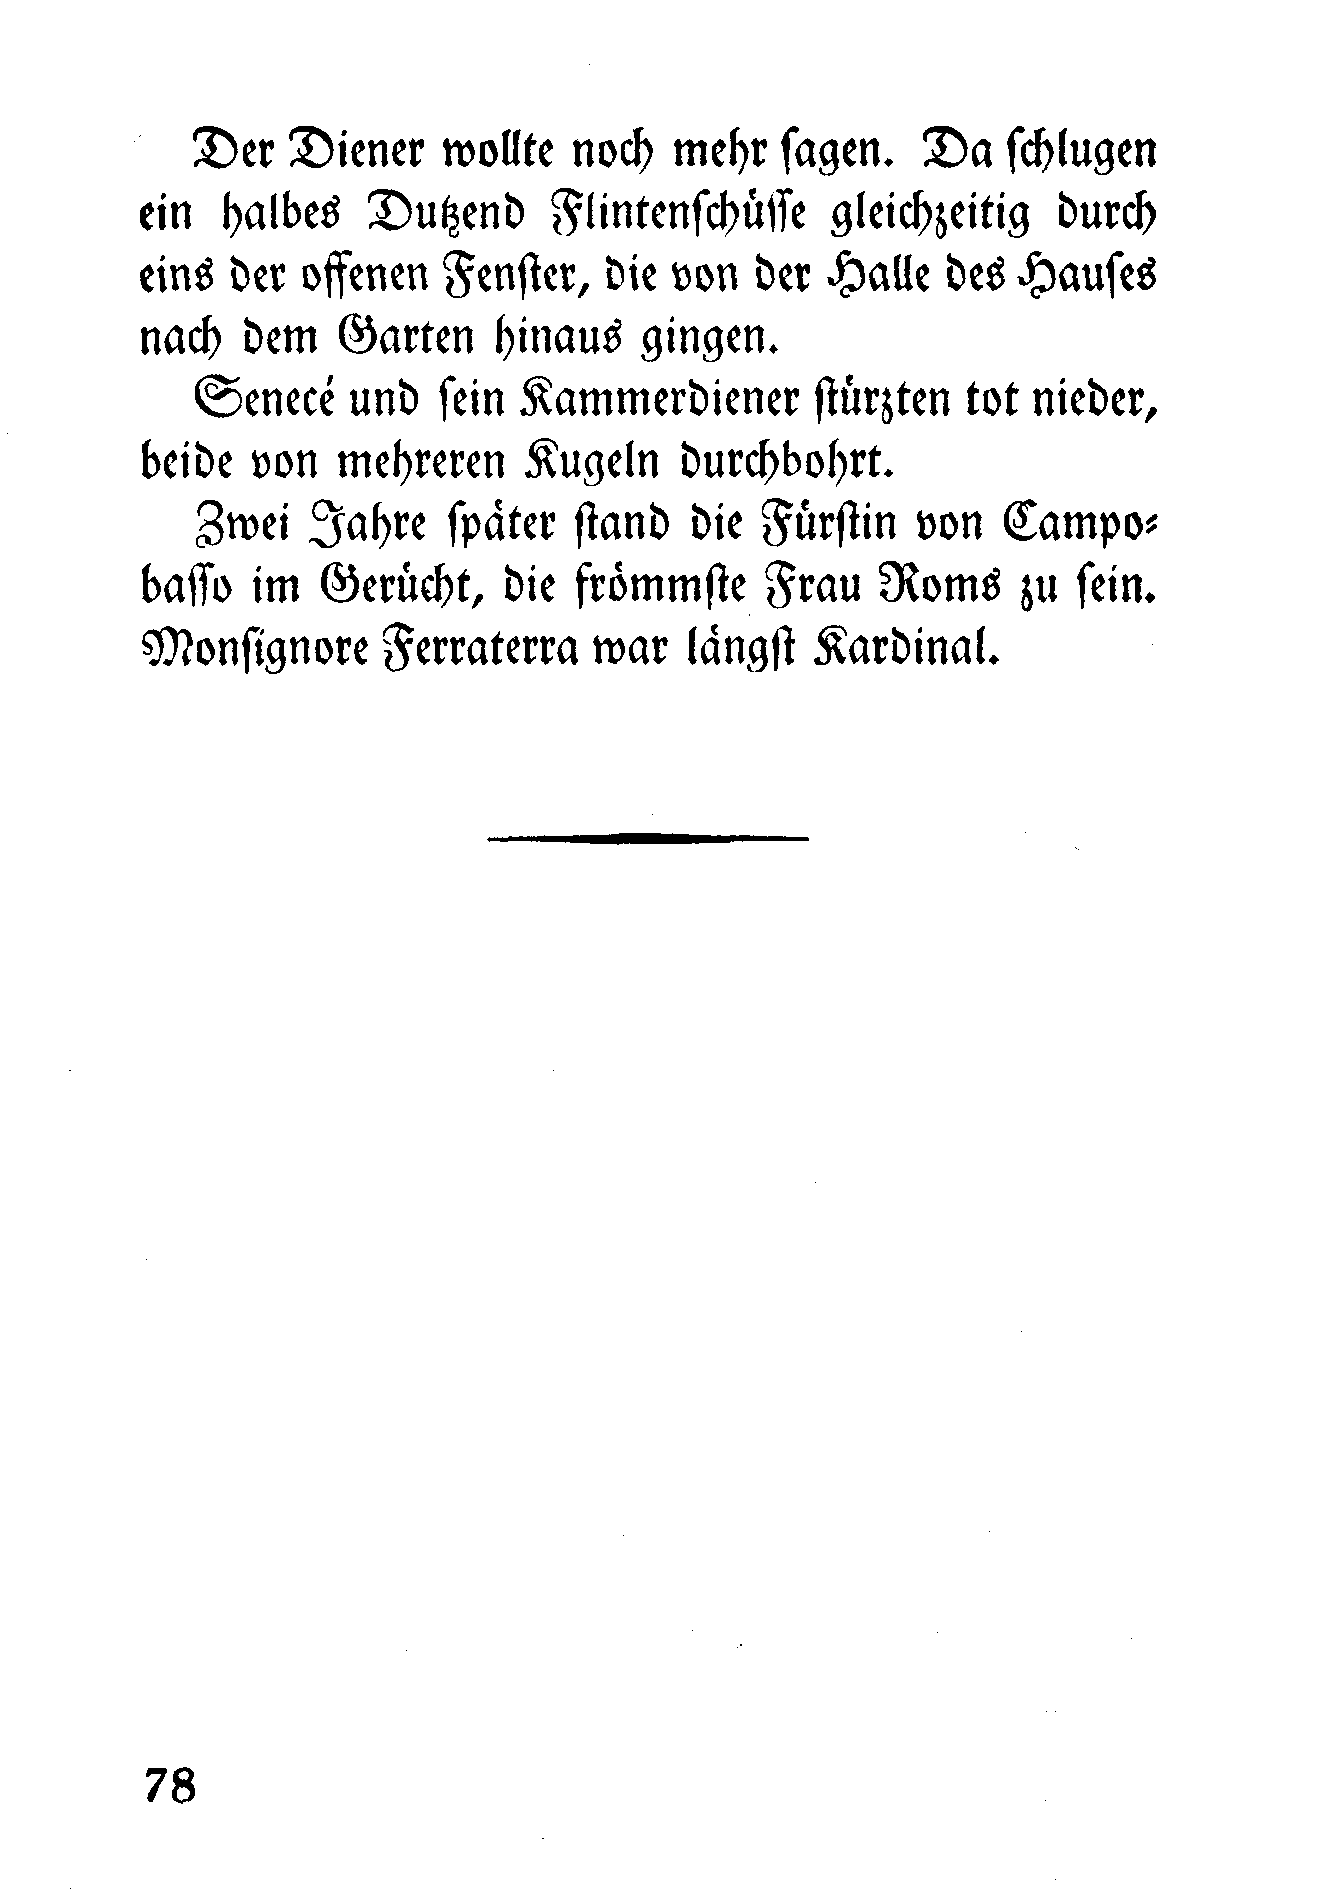 Der Diener wollte noch mehr ſagen. Da ſchlugen
ein halbes Dutzend Flintenſchüſſe gleichzeitig durch
eins der offenen Fenſter, die von der Halle des Hauſes
nach dem Garten hinaus gingen.
Senecé und ſein Kammerdiener ſtürzten tot nieder,
beide von mehreren Kugeln durchbohrt.
Zwei Jahre ſpäter ſtand die Fürſtin von Campo⸗
baſſo im Gerücht, die frömmſte Frau Roms zu ſein.
Monſignore Ferraterra war längſt Kardinal.
78